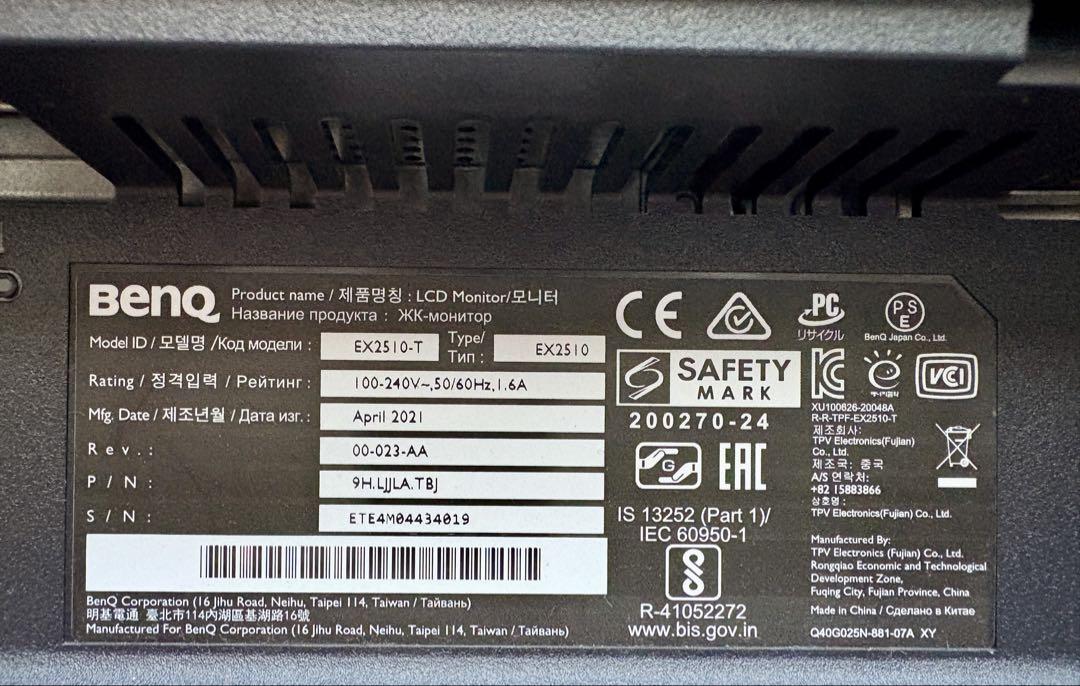 BenQ
Product name / 제품명칭 : LCD Monitor/모니터
Название продукта : ЖК-монитор
Model ID / 모델명 /Код модели : EX2510-T Type/ Тип : EX2510
Rating / 정격입력 / Рейтинг : 100-240V~,50/60Hz,1.6A
Mfg. Date / 제조년월 / Дата изг. : April 2021
Rev. : 00-023-AA
P / N : 9H.LJJLA.TBJ
S / N : ETE4M04434019
BenQ Corporation (16 Jihu Road, Neihu, Taipei 114, Taiwan / Тайвань)
明基電通 臺北市114內湖區基湖路16號
Manufactured For BenQ Corporation (16 Jihu Road, Neihu, Taipei 114, Taiwan / Тайвань)
CE
PC
リサイクル
PSE
BenQ Japan Co., Ltd.
SAFETY
MARK
200270-24
KC
VCI
G
EAC
IS 13252 (Part 1)/
IEC 60950-1
R-41052272
www.bis.gov.in
XU100626-20048A
R-R-TPF-EX2510-T
제조회사:
TPV Electronics(Fujian)
Co., Ltd.
제조국: 중국
A/S 연락처:
+82 15883866
상호명 :
TPV Electronics(Fujian) Co., Ltd.
Manufactured By:
TPV Electronics (Fujian) Co., Ltd.
Rongqiao Economic and Technological
Development Zone,
Fuqing City, Fujian Province, China
Made in China / Сделано в Китае
Q40G025N-881-07A XY